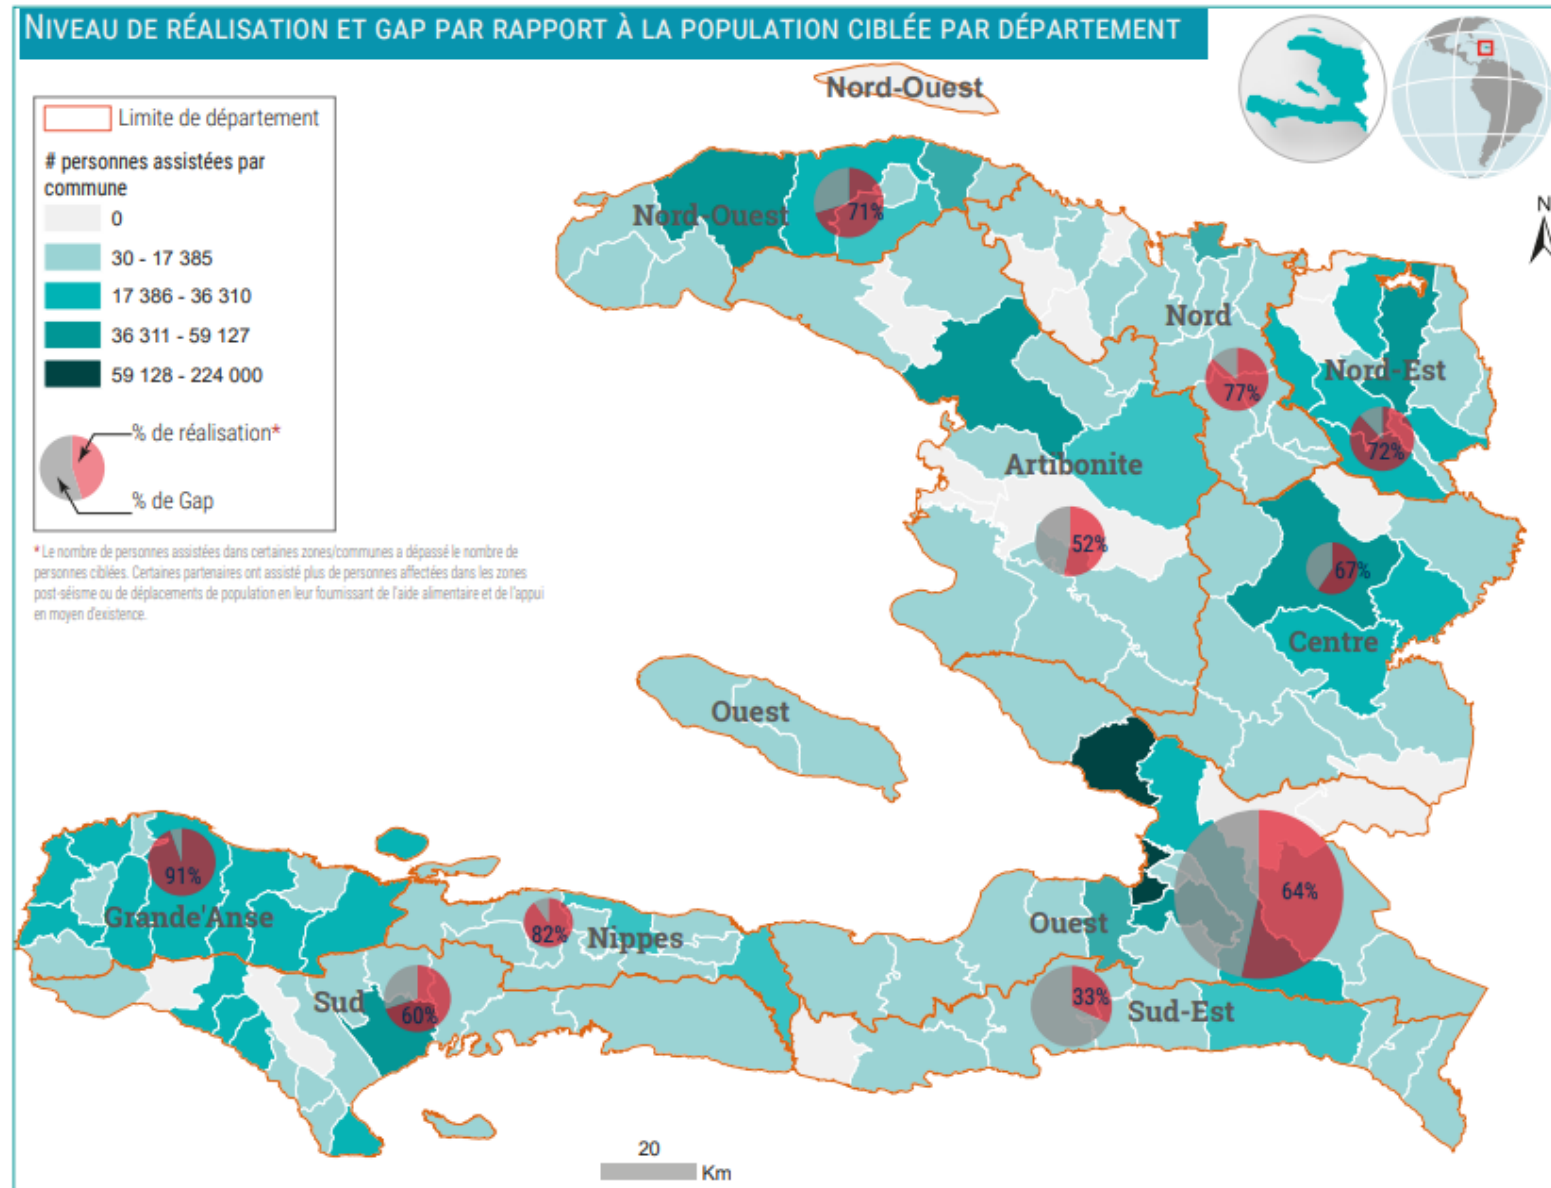 NIVEAU DE RÉALISATION ET GAP PAR RAPPORT À LA POPULATION CIBLÉE PAR DÉPARTEMENT
Limite de département
# personnes assistées par
commune
0
30 - 17 385
17 386 - 36 310
36 311 - 59 127
59 128 - 224 000
% de réalisation*
% de Gap
* Le nombre de personnes assistées dans certaines zones/communes a dépassé le nombre de
personnes ciblées. Certaines partenaires ont assisté plus de personnes affectées dans les zones
post-séisme ou de déplacements de population en leur fournissant de l'aide alimentaire et de l'appui
en moyen d'existence.
N
Nord-Ouest
Nord-Ouest
71%
Nord
77%
Nord-Est
72%
Artibonite
52%
67%
Centre
Ouest
64%
91%
Grande'Anse
82%
Nippes
Ouest
Sud
60%
33%
Sud-Est
20
Km